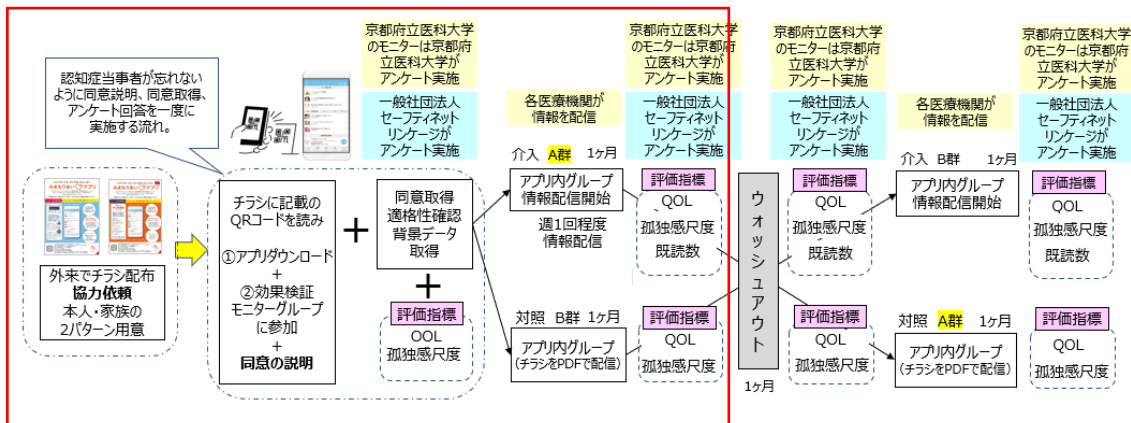 認知症当事者が忘れない
ように同意説明、同意取得、
アンケート回答を一度に
実施する流れ。
外来でチラシ配布
協力依頼
本人・家族の
2パターン用意
チラシに記載の
QRコードを読み
①アプリダウンロード
+
②効果検証
モニターグループ
に参加
+
同意の説明
+
京都府立医科大学
のモニターは京都府
立医科大学が
アンケート実施
一般社団法人
セーフティネット
リンケージが
アンケート実施
同意取得
適格性確認
背景データ
取得
+
評価指標
OOL
孤独感尺度
各医療機関が
情報を配信
介入 A群 1ヶ月
アプリ内グループ
情報配信開始
週1回程度
情報配信
対照 B群 1ヶ月
アプリ内グループ
(チラシをPDFで配信)
京都府立医科大学
のモニターは京都府
立医科大学が
アンケート実施
一般社団法人
セーフティネット
リンケージが
アンケート実施
評価指標
QOL
孤独感尺度
既読数
評価指標
QOL
孤独感尺度
ウォッシュアウト
1ヶ月
京都府立医科大学
のモニターは京都府
立医科大学が
アンケート実施
一般社団法人
セーフティネット
リンケージが
アンケート実施
評価指標
QOL
孤独感尺度
既読数
評価指標
QOL
孤独感尺度
各医療機関が
情報を配信
介入 B群 1ヶ月
アプリ内グループ
情報配信開始
対照 A群 1ヶ月
アプリ内グループ
(チラシをPDFで配信)
京都府立医科大学
のモニターは京都府
立医科大学が
アンケート実施
一般社団法人
セーフティネット
リンケージが
アンケート実施
評価指標
QOL
孤独感尺度
既読数
評価指標
QOL
孤独感尺度